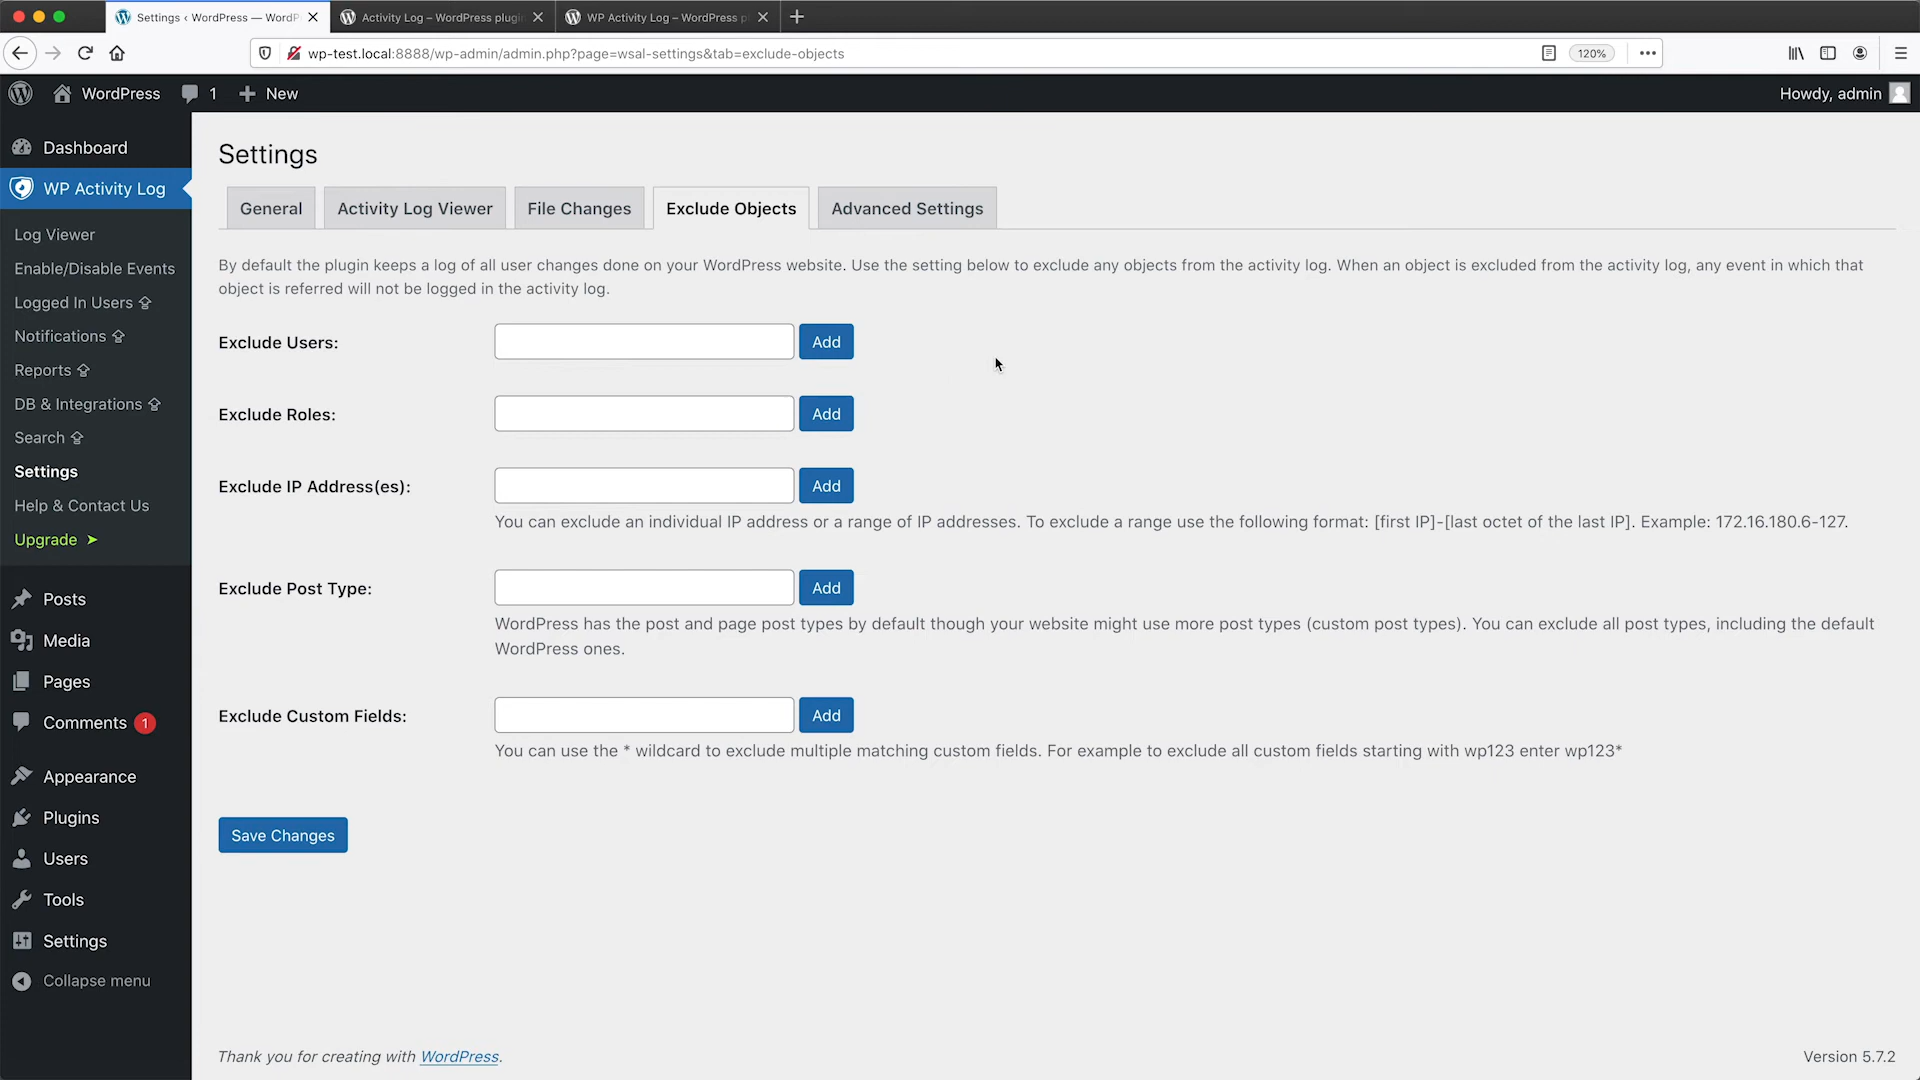 Settings ‹ WordPress — WordP
Activity Log – WordPress plugin
WP Activity Log – WordPress p
wp-test.local:8888/wp-admin/admin.php?page=wsal-settings&tab=exclude-objects
120%
WordPress
1
New
Howdy, admin
Dashboard
WP Activity Log
Log Viewer
Enable/Disable Events
Logged In Users
Notifications
Reports
DB & Integrations
Search
Settings
Help & Contact Us
Upgrade ➤
Posts
Media
Pages
Comments 1
Appearance
Plugins
Users
Tools
Settings
Collapse menu
Settings
General
Activity Log Viewer
File Changes
Exclude Objects
Advanced Settings
By default the plugin keeps a log of all user changes done on your WordPress website. Use the setting below to exclude any objects from the activity log. When an object is excluded from the activity log, any event in which that
object is referred will not be logged in the activity log.
Exclude Users:
Add
Exclude Roles:
Add
Exclude IP Address(es):
Add
You can exclude an individual IP address or a range of IP addresses. To exclude a range use the following format: [first IP]-[last octet of the last IP]. Example: 172.16.180.6-127.
Exclude Post Type:
Add
WordPress has the post and page post types by default though your website might use more post types (custom post types). You can exclude all post types, including the default
WordPress ones.
Exclude Custom Fields:
Add
You can use the * wildcard to exclude multiple matching custom fields. For example to exclude all custom fields starting with wp123 enter wp123*
Save Changes
Thank you for creating with WordPress.
Version 5.7.2